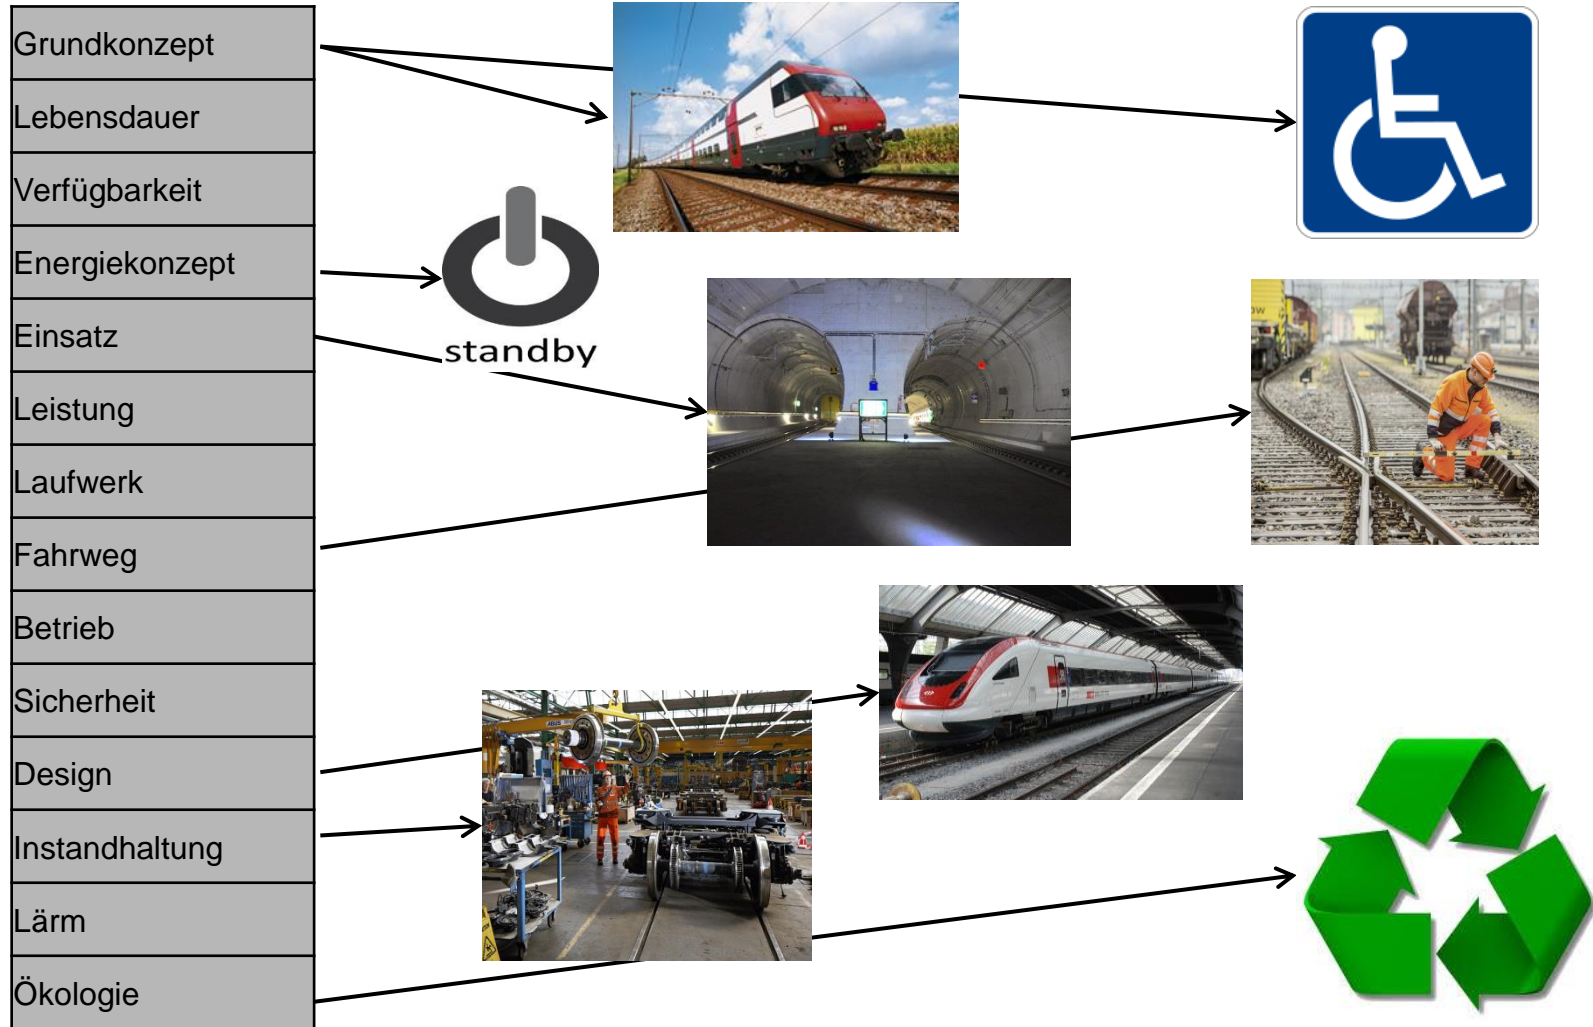 Grundkonzept
Lebensdauer
Verfügbarkeit
Energiekonzept
Einsatz
Leistung
Laufwerk
Fahrweg
Betrieb
Sicherheit
Design
Instandhaltung
Lärm
Ökologie
standby